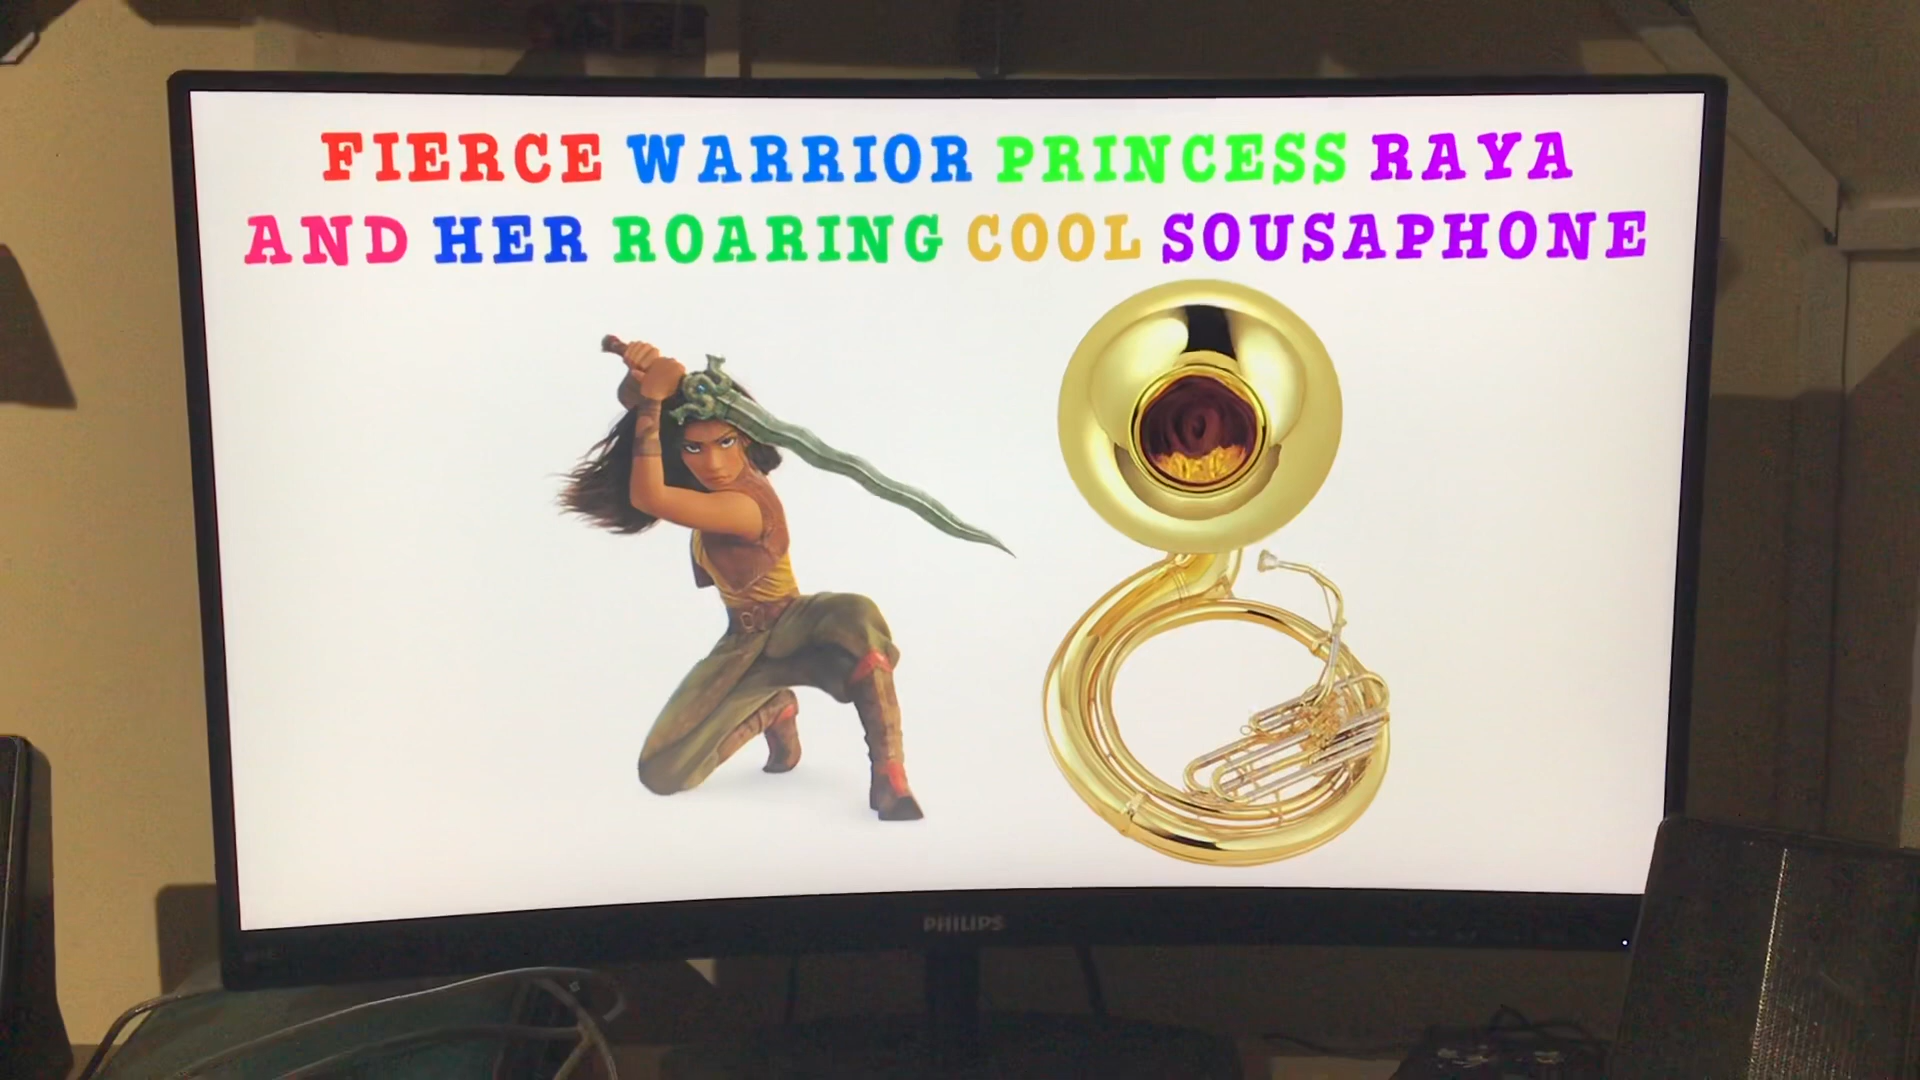 FIERCE WARRIOR PRINCESS RAYA
AND HER ROARING COOL SOUSAPHONE
PHILIPS